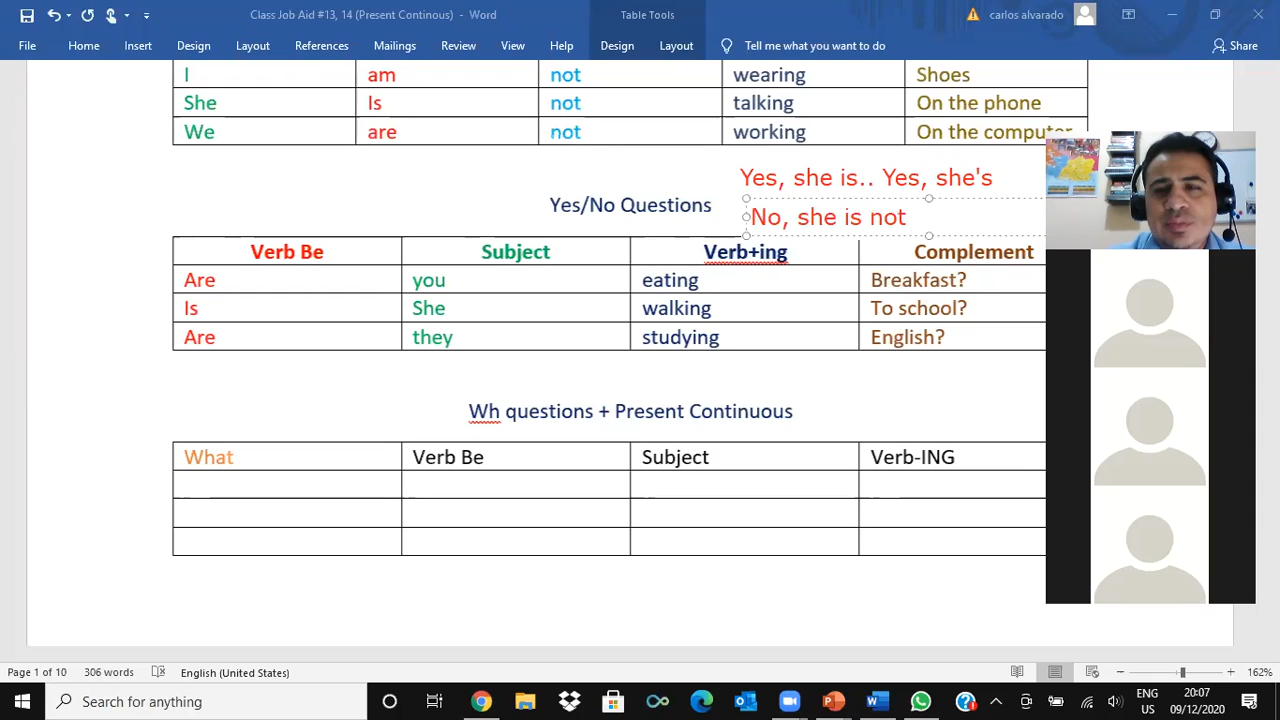 Class Job Aid #13, 14 (Present Continous) - Word
Table Tools
carlos alvarado
File Home Insert Design Layout References Mailings Review View Help Design Layout Tell me what you want to do Share
I am not wearing Shoes
She Is not talking On the phone
We are not working On the computer
Yes, she is.. Yes, she's
Yes/No Questions
No, she is not
Verb Be Subject Verb+ing Complement
Are you eating Breakfast?
Is She walking To school?
Are they studying English?
Wh questions + Present Continuous
What Verb Be Subject Verb-ING
Page 1 of 10 306 words English (United States) 162%
Search for anything
ENG 20:07
US 09/12/2020